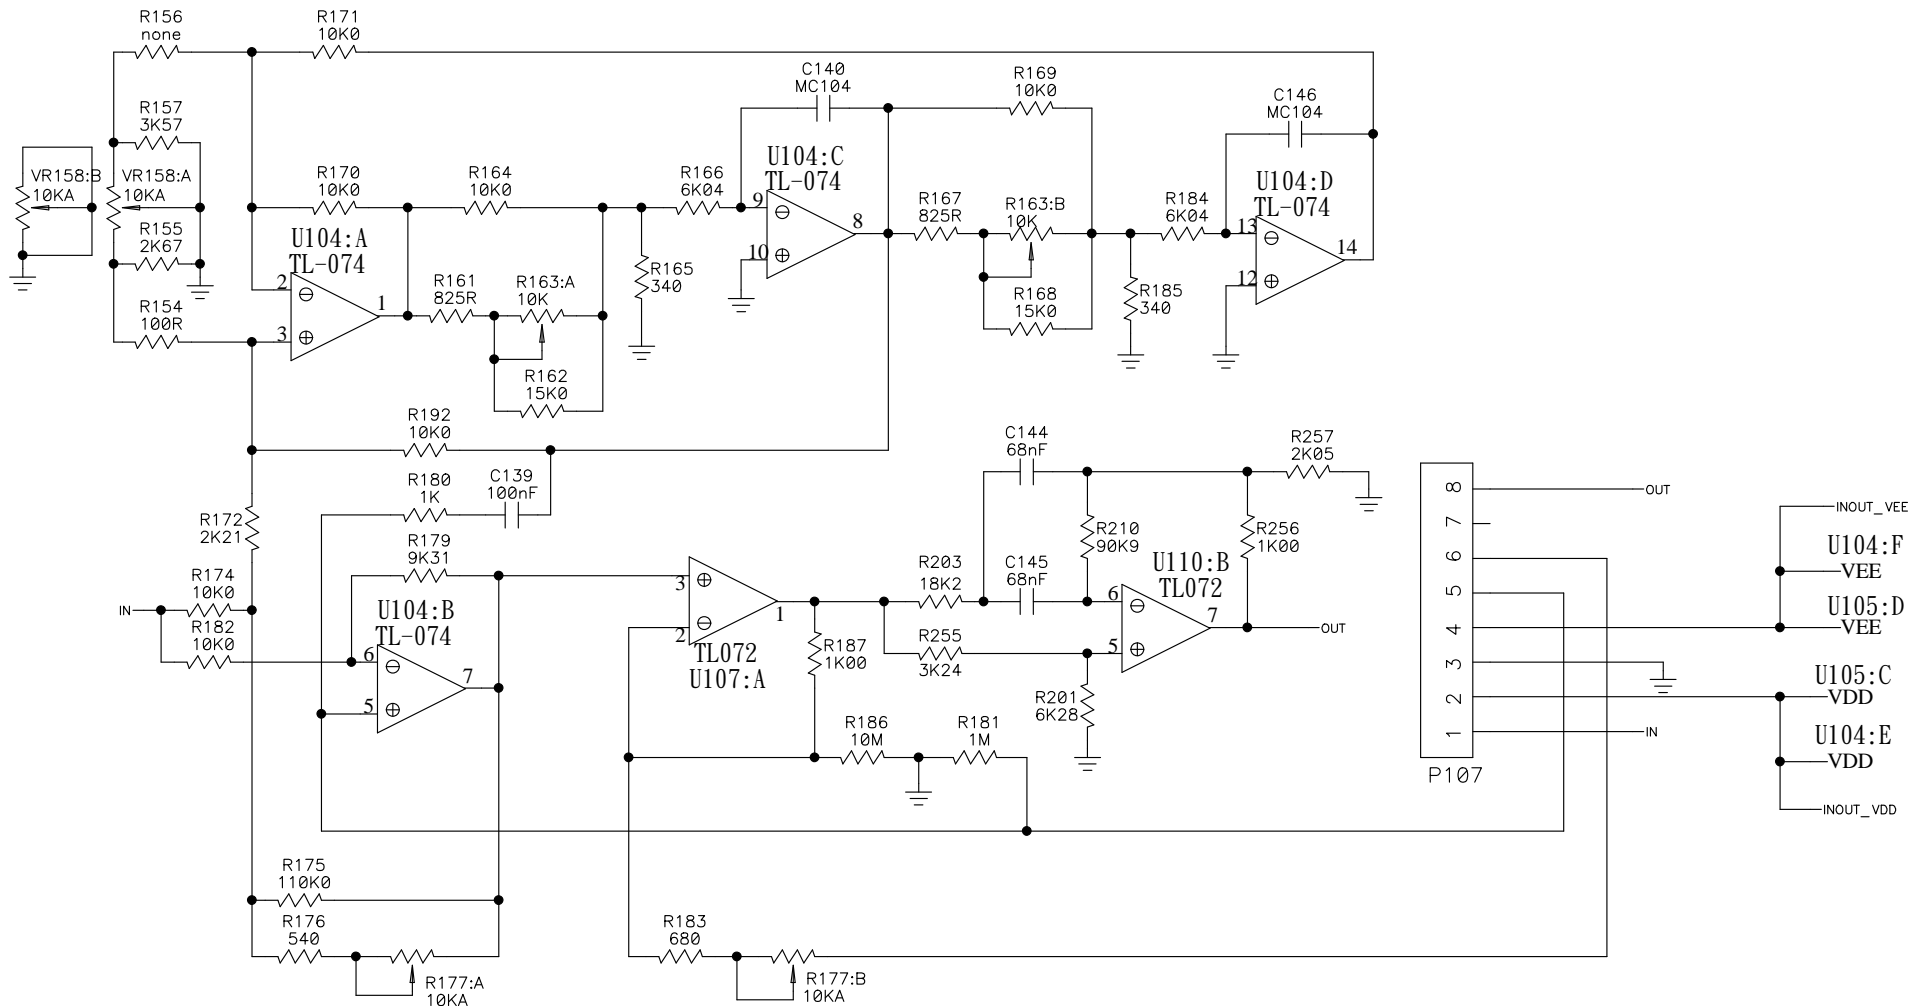 R156
none
R171
10K0
R157
3K57
VR158:B
10KA
VR158:A
10KA
R155
2K67
R154
100R
R170
10K0
U104:A
TL-074
2
3
1
R164
10K0
R161
825R
R163:A
10K
R162
15K0
R165
340
R166
6K04
C140
MC104
U104:C
TL-074
9
10
8
R169
10K0
R167
825R
R163:B
10K
R168
15K0
R185
340
R184
6K04
C146
MC104
U104:D
TL-074
13
12
14
R192
10K0
R180
1K
C139
100nF
R172
2K21
R179
9K31
IN
R174
10K0
R182
10K0
U104:B
TL-074
6
5
7
3
2
1
TL072
U107:A
R187
1K00
R203
18K2
C144
68nF
C145
68nF
R210
90K9
R255
3K24
R201
6K28
U110:B
TL072
6
5
7
R256
1K00
R257
2K05
OUT
R186
10M
R181
1M
R175
110K0
R176
540
R177:A
10KA
R183
680
R177:B
10KA
8
7
6
5
4
3
2
1
P107
OUT
IN
INOUT_VEE
U104:F
VEE
U105:D
VEE
U105:C
VDD
U104:E
VDD
INOUT_VDD